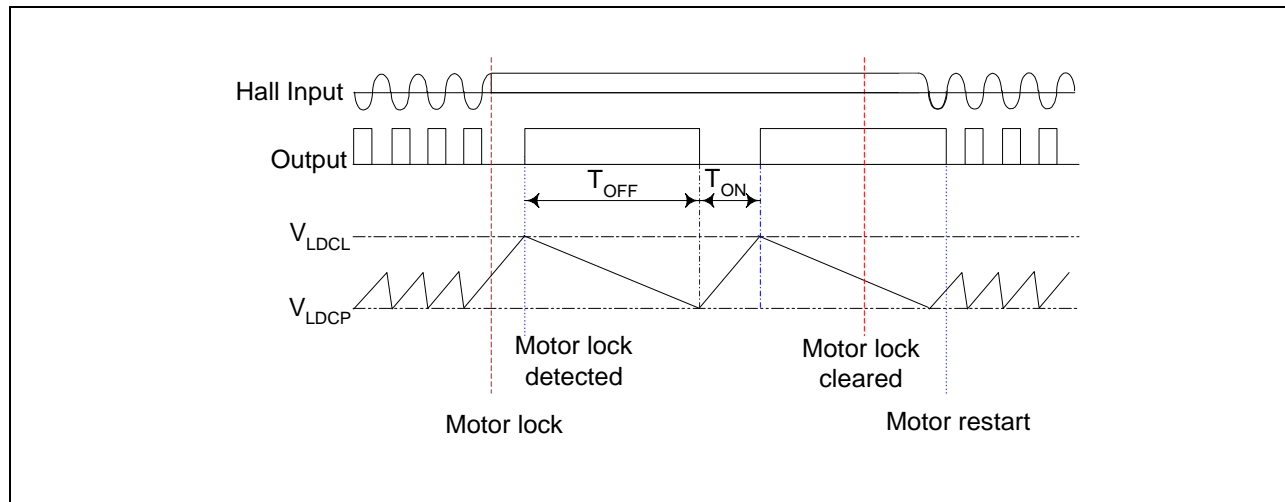 Hall Input
Output
TOFF
TON
VLDCL
VLDCP
Motor lock
detected
Motor lock
cleared
Motor lock
Motor restart